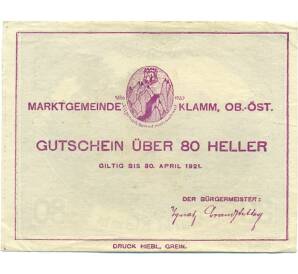 MARKTGEMEINDE KLAMM, OB.-ÖST.
GUTSCHEIN ÜBER 80 HELLER
GILTIG BIS 30. APRIL 1921.
DER BÜRGERMEISTER:
DRUCK HIEBL, GREIN.